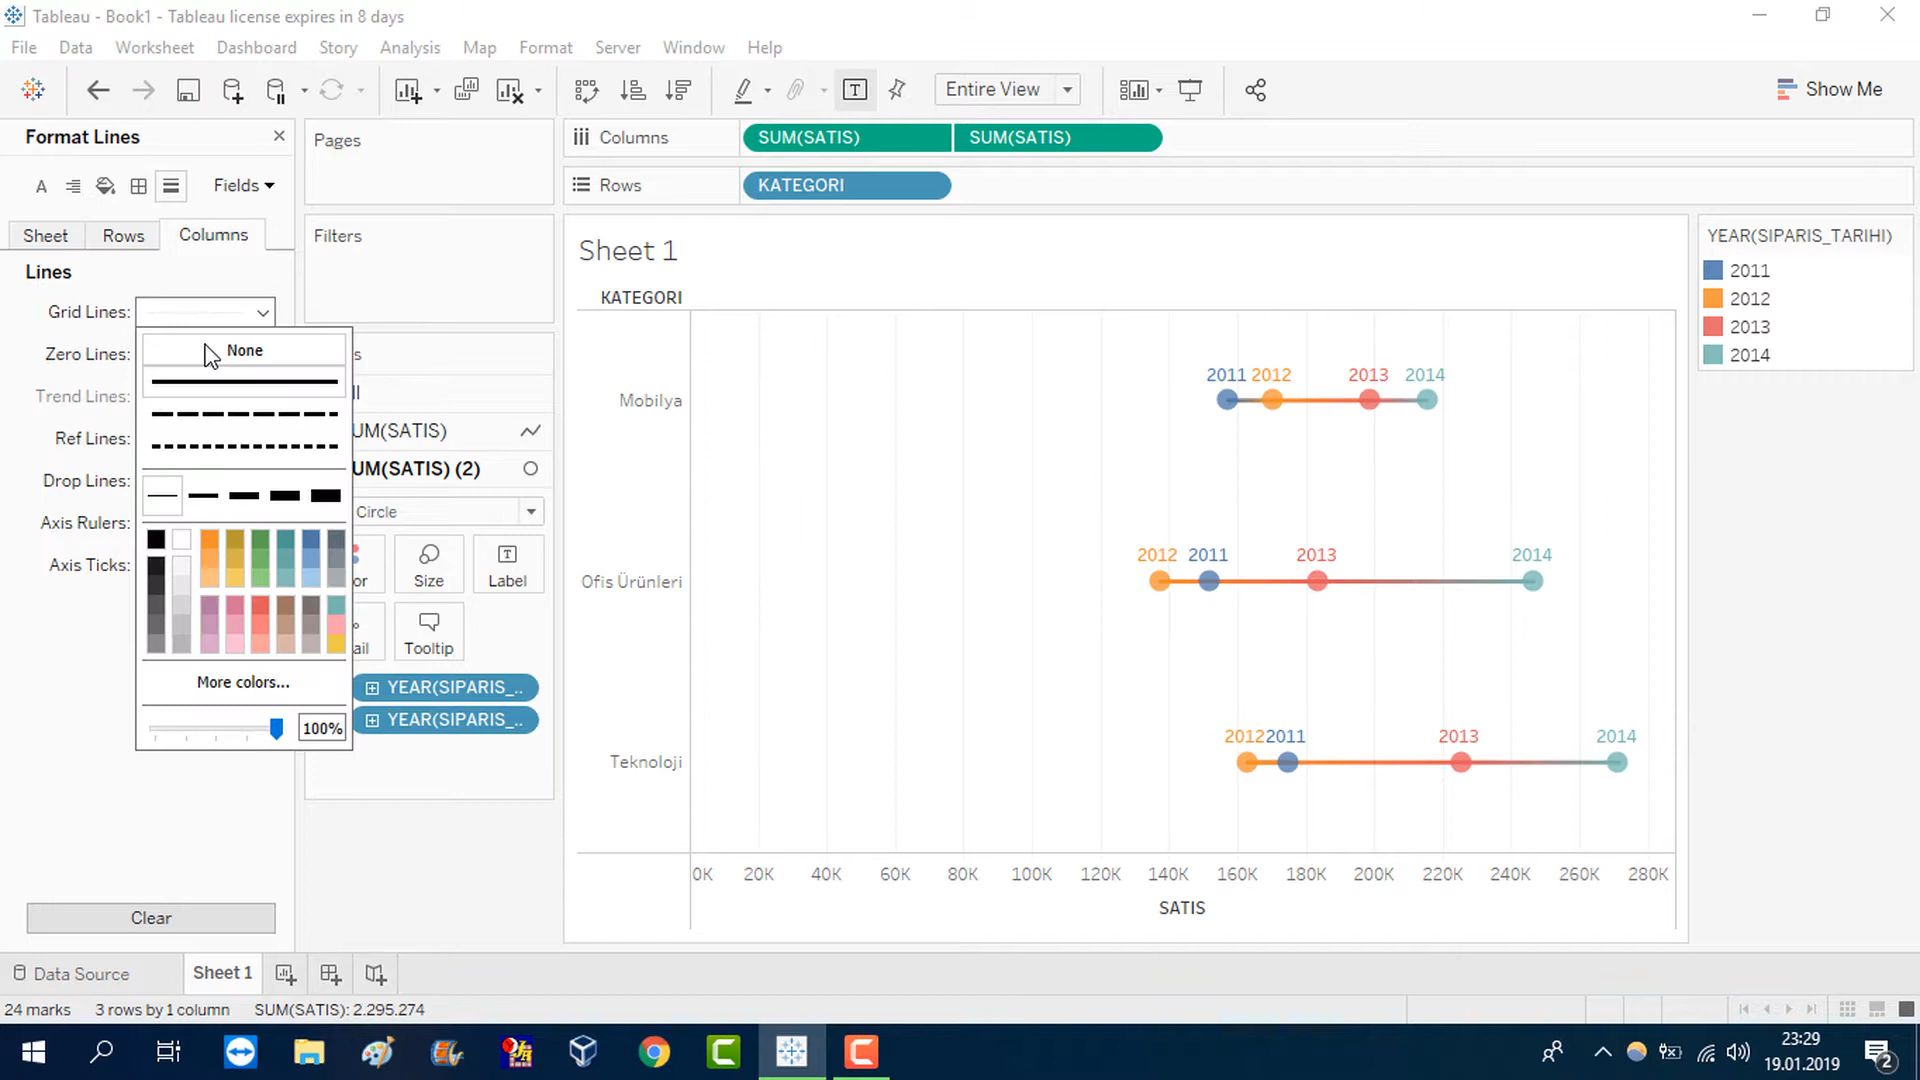 Tableau - Book1 - Tableau license expires in 8 days
File Data Worksheet Dashboard Story Analysis Map Format Server Window Help
Entire View
Show Me
Format Lines
Fields
Sheet Rows Columns
Lines
Grid Lines:
Zero Lines:
Trend Lines:
Ref Lines:
Drop Lines:
Axis Rulers:
Axis Ticks:
None
More colors...
100%
Clear
Pages
Filters
UM(SATIS)
UM(SATIS) (2)
Circle
Size
Label
Tooltip
YEAR(SIPARIS_..
YEAR(SIPARIS_..
Columns SUM(SATIS) SUM(SATIS)
Rows KATEGORI
Sheet 1
KATEGORI
2011 2012 2013 2014
Mobilya
2012 2011 2013 2014
Ofis Ürünleri
2012 2011 2013 2014
Teknoloji
0K 20K 40K 60K 80K 100K 120K 140K 160K 180K 200K 220K 240K 260K 280K
SATIS
YEAR(SIPARIS_TARIHI)
2011
2012
2013
2014
Data Source Sheet 1
24 marks 3 rows by 1 column SUM(SATIS): 2.295.274
23:29
19.01.2019
2